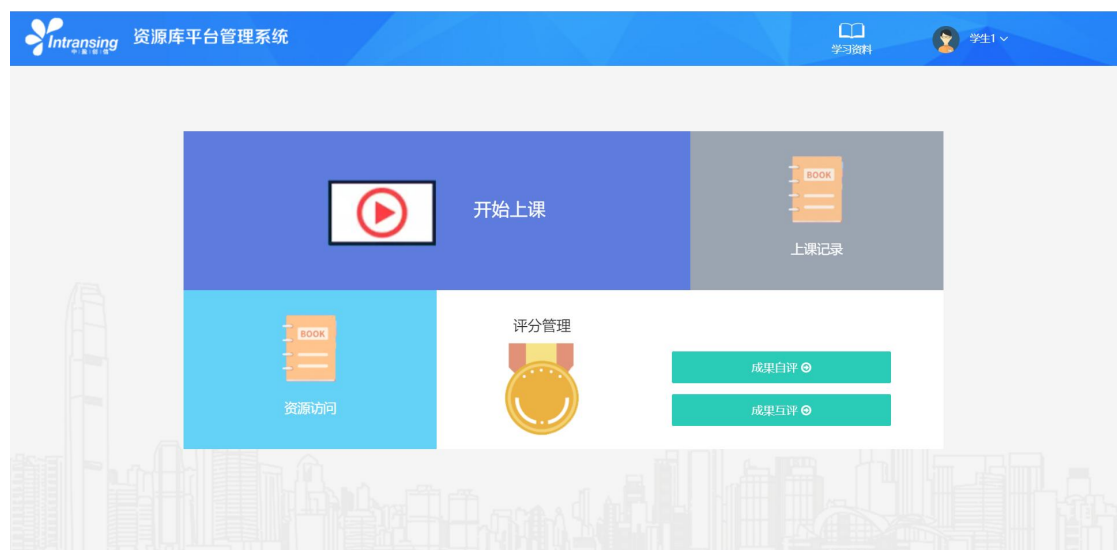 Intransing
资源库平台管理系统
学习资料
学生1
开始上课
BOOK
上课记录
BOOK
资源访问
评分管理
成果自评
成果互评